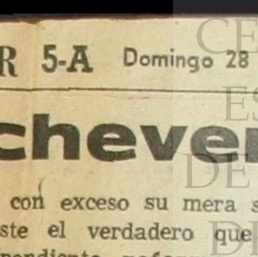 R 5-A Domingo 28
chever
con exceso su mera s
ste el verdadero que